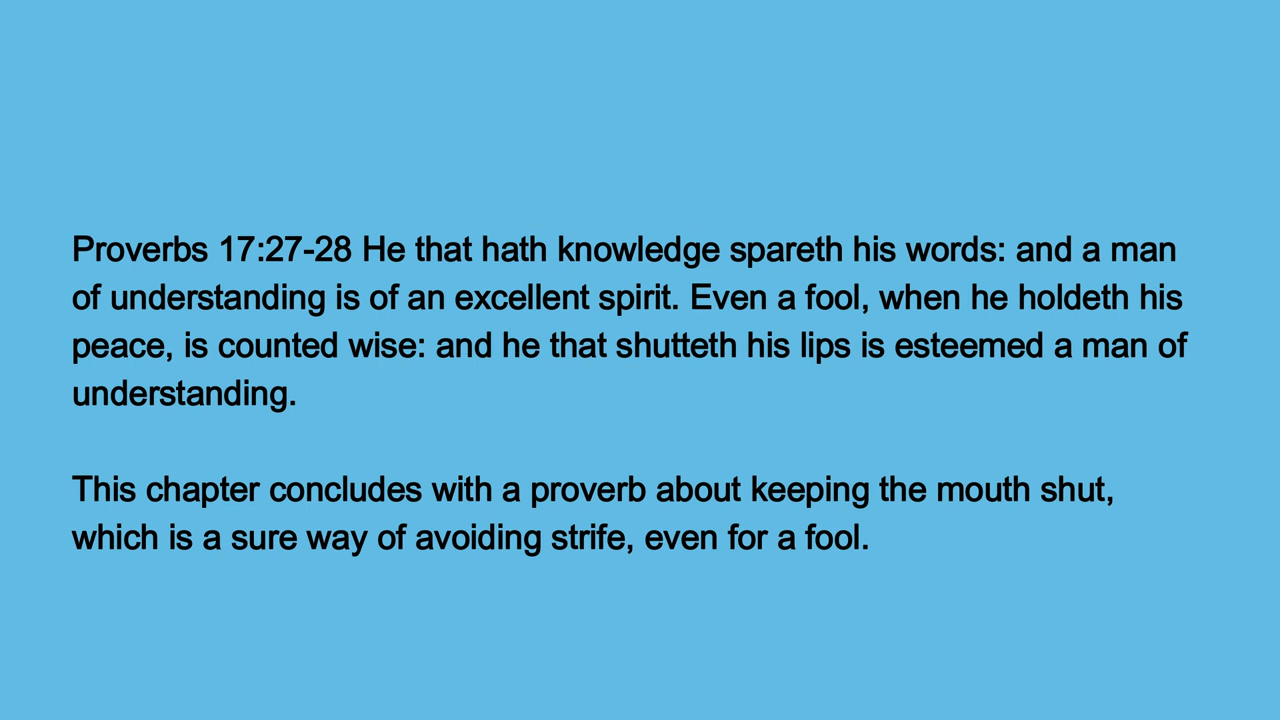 Proverbs 17:27-28 He that hath knowledge spareth his words: and a man
of understanding is of an excellent spirit. Even a fool, when he holdeth his
peace, is counted wise: and he that shutteth his lips is esteemed a man of
understanding.
This chapter concludes with a proverb about keeping the mouth shut,
which is a sure way of avoiding strife, even for a fool.